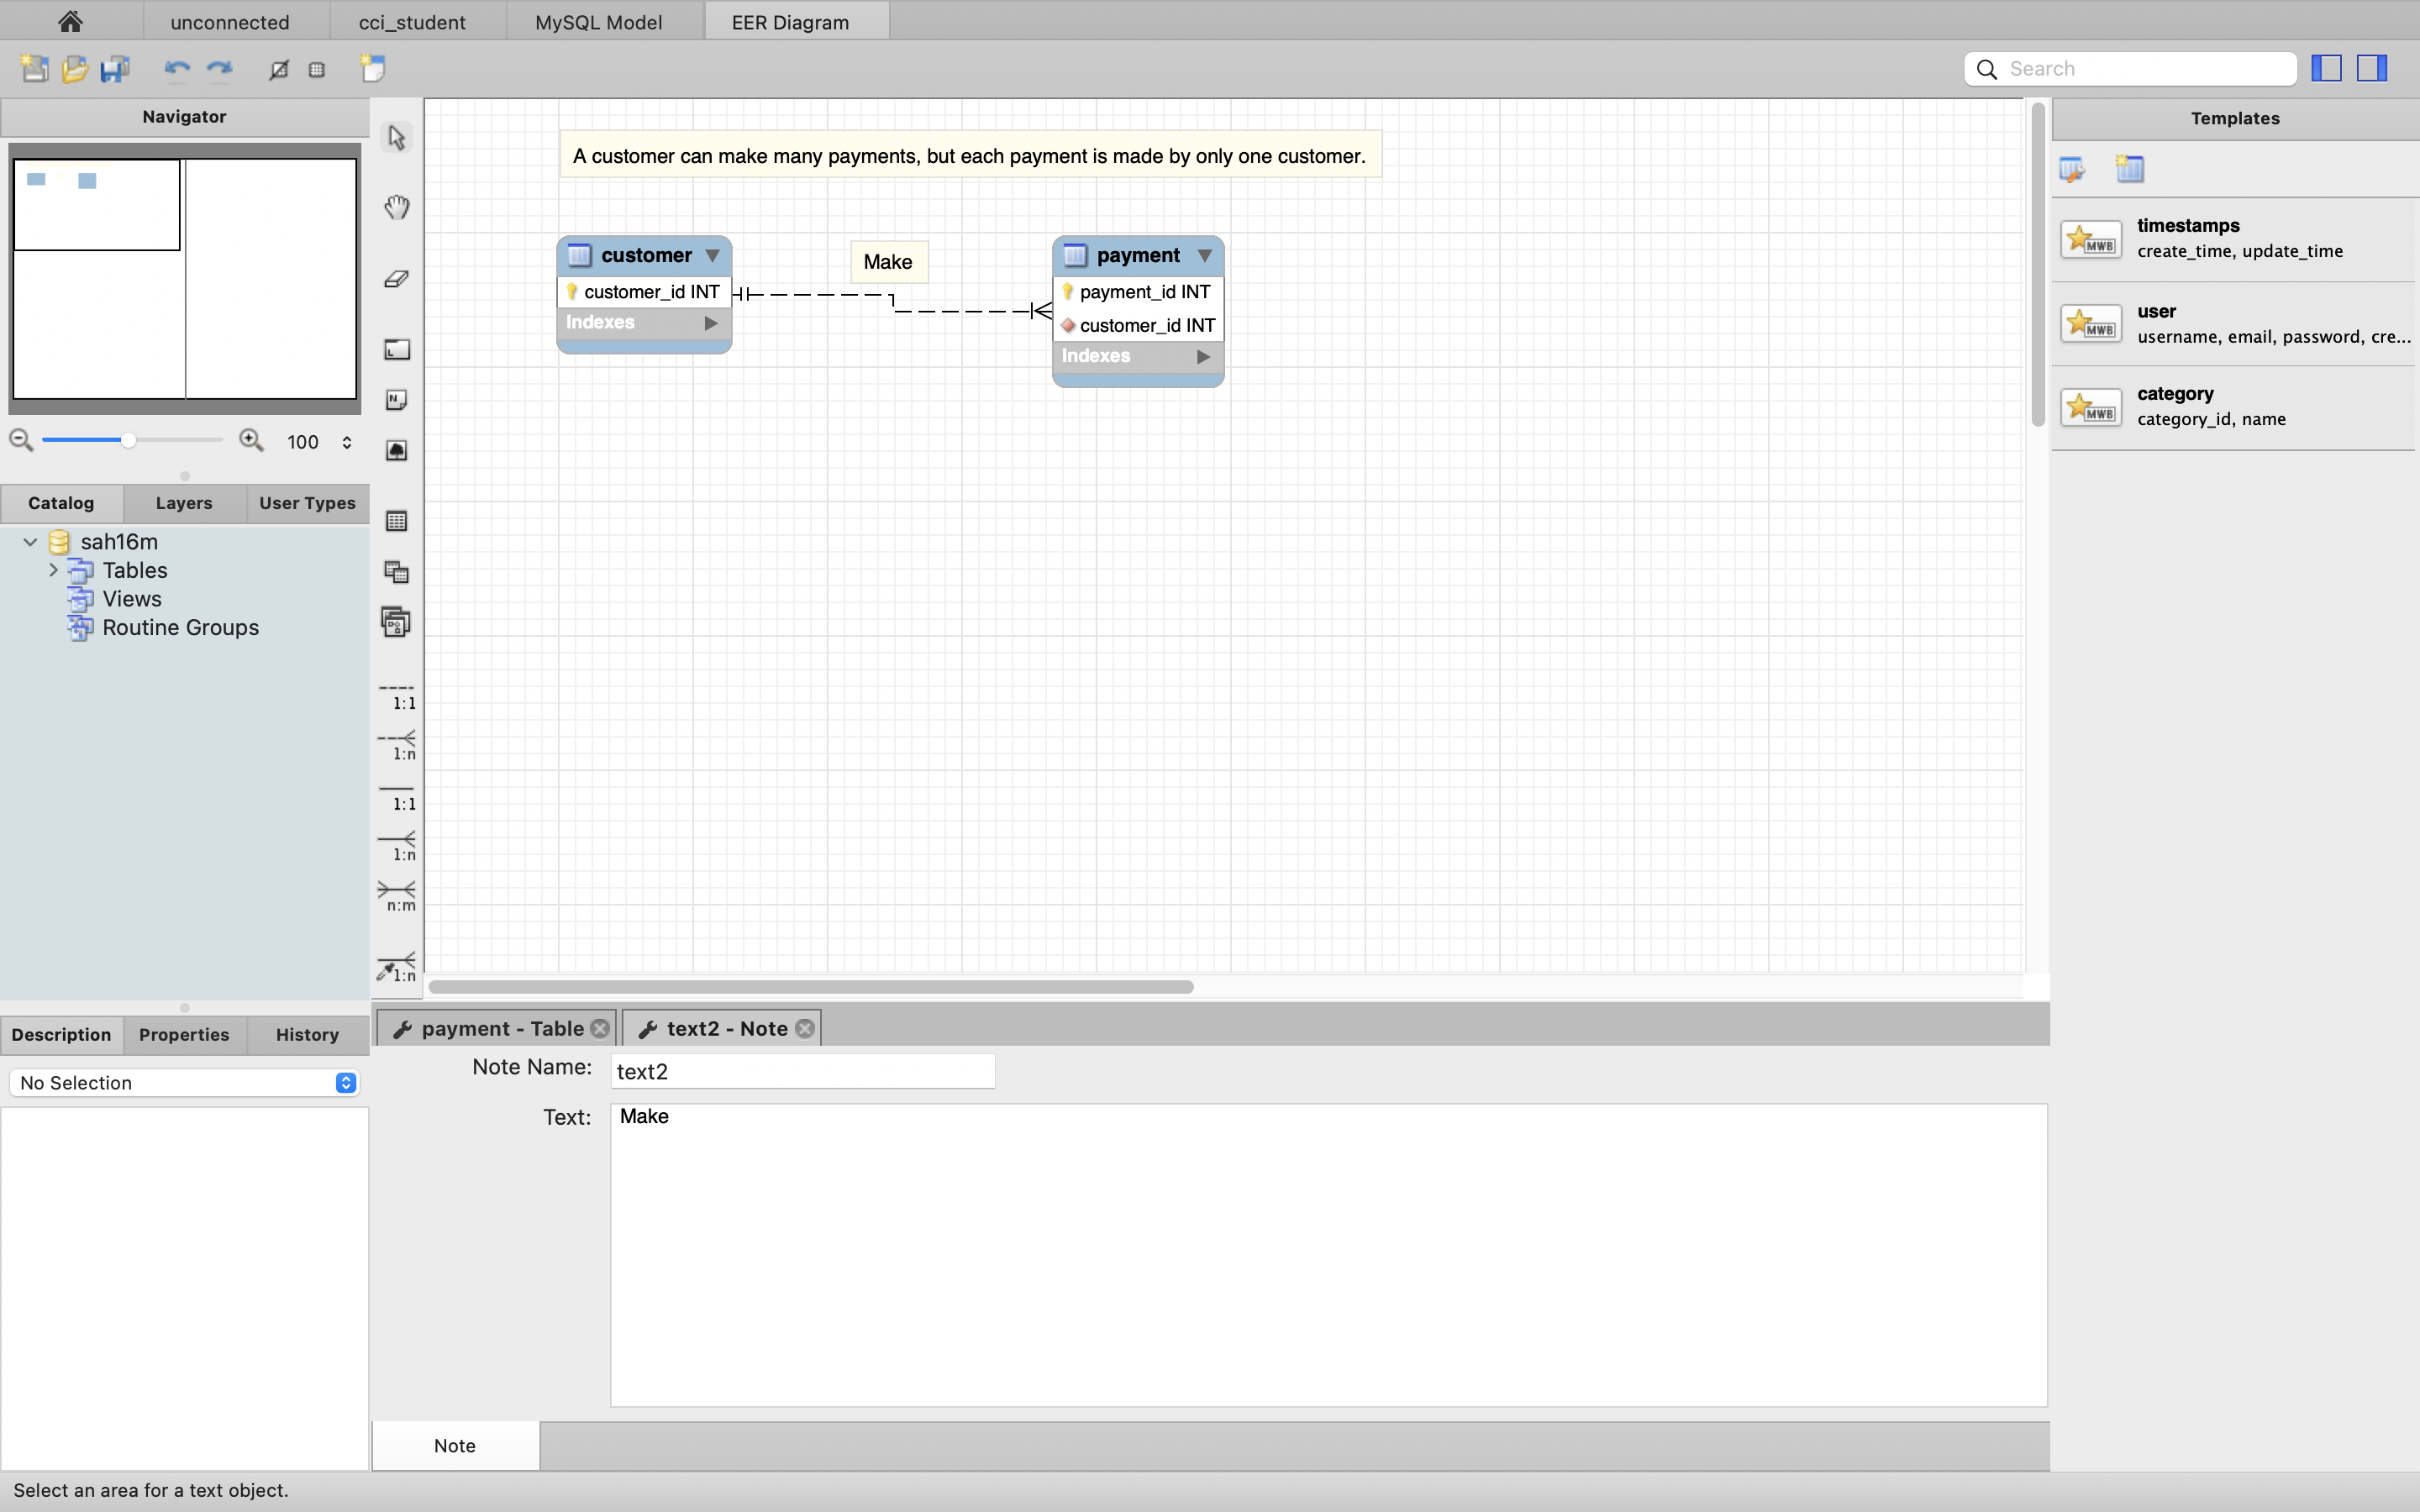 unconnected
cci_student
MySQL Model
EER Diagram
Search
Navigator
100
Catalog
Layers
User Types
sah16m
Tables
Views
Routine Groups
Description
Properties
History
No Selection
1:1
1:n
1:1
1:n
n:m
1:n
A customer can make many payments, but each payment is made by only one customer.
customer
customer_id INT
Indexes
Make
payment
payment_id INT
customer_id INT
Indexes
Templates
MWB
timestamps
create_time, update_time
MWB
user
username, email, password, cre...
MWB
category
category_id, name
payment - Table
text2 - Note
Note Name:
text2
Text:
Make
Note
Select an area for a text object.